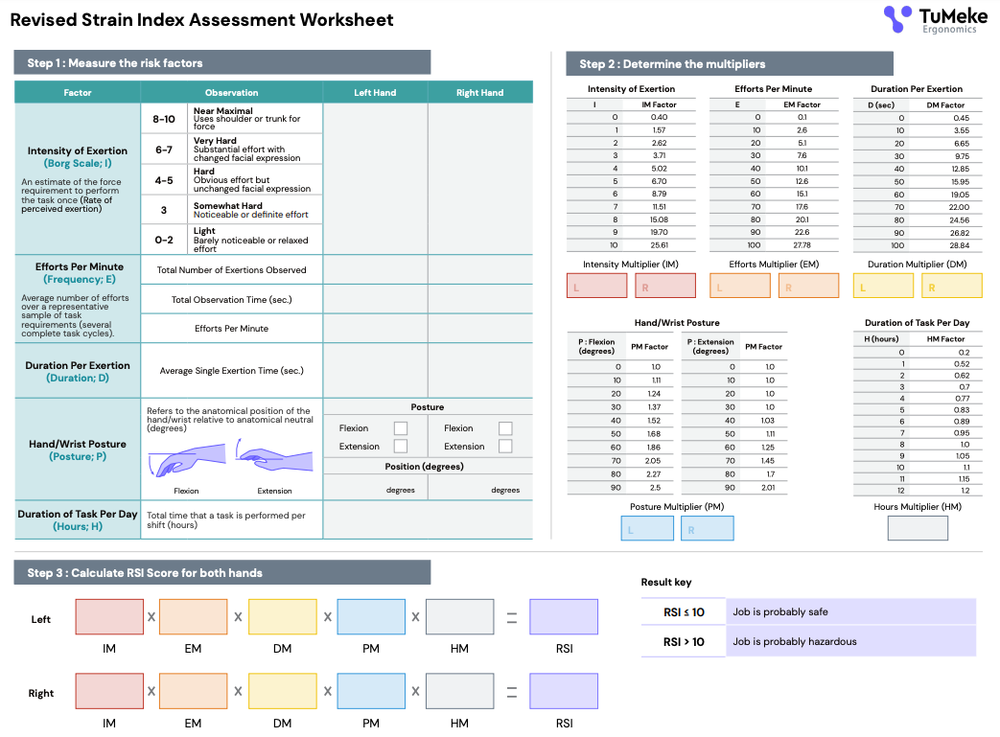 Revised Strain Index Assessment Worksheet
TuMeke
Ergonomics
Step 1 : Measure the risk factors
Factor Observation Left Hand Right Hand
Intensity of Exertion
(Borg Scale; I)
An estimate of the force
requirement to perform
the task once (Rate of
perceived exertion)
8-10 Near Maximal
Uses shoulder or trunk for
force
6-7 Very Hard
Substantial effort with
changed facial expression
4-5 Hard
Obvious effort but
unchanged facial expression
3 Somewhat Hard
Noticeable or definite effort
0-2 Light
Barely noticeable or relaxed
effort
Efforts Per Minute
(Frequency; E)
Average number of efforts
over a representative
sample of task
requirements (several
complete task cycles).
Total Number of Exertions Observed
Total Observation Time (sec.)
Efforts Per Minute
Duration Per Exertion
(Duration; D)
Average Single Exertion Time (sec.)
Hand/Wrist Posture
(Posture; P)
Refers to the anatomical position of the
hand/wrist relative to anatomical neutral
(degrees)
Flexion Extension
Posture
Flexion Flexion
Extension Extension
Position (degrees)
degrees degrees
Duration of Task Per Day
(Hours; H)
Total time that a task is performed per
shift (hours)
Step 2 : Determine the multipliers
Intensity of Exertion
I IM Factor
0 0.40
1 1.57
2 2.62
3 3.71
4 5.02
5 6.70
6 8.79
7 11.51
8 15.08
9 19.70
10 25.61
Intensity Multiplier (IM)
L R
Efforts Per Minute
E EM Factor
0 0.1
10 2.6
20 5.1
30 7.6
40 10.1
50 12.6
60 15.1
70 17.6
80 20.1
90 22.6
100 27.78
Efforts Multiplier (EM)
L R
Duration Per Exertion
D (sec) DM Factor
0 0.45
10 3.55
20 6.65
30 9.75
40 12.85
50 15.95
60 19.05
70 22.00
80 24.56
90 26.82
100 28.84
Duration Multiplier (DM)
L R
Hand/Wrist Posture
P : Flexion
(degrees) PM Factor P : Extension
(degrees) PM Factor
0 1.0 0 1.0
10 1.11 10 1.0
20 1.24 20 1.0
30 1.37 30 1.0
40 1.52 40 1.03
50 1.68 50 1.11
60 1.86 60 1.25
70 2.05 70 1.45
80 2.27 80 1.7
90 2.5 90 2.01
Posture Multiplier (PM)
L R
Duration of Task Per Day
H (hours) HM Factor
0 0.2
1 0.52
2 0.62
3 0.7
4 0.77
5 0.83
6 0.89
7 0.95
8 1.0
9 1.05
10 1.1
11 1.15
12 1.2
Hours Multiplier (HM)
Step 3 : Calculate RSI Score for both hands
Left X X X X =
IM EM DM PM HM RSI
Right X X X X =
IM EM DM PM HM RSI
Result key
RSI ≤ 10 Job is probably safe
RSI > 10 Job is probably hazardous